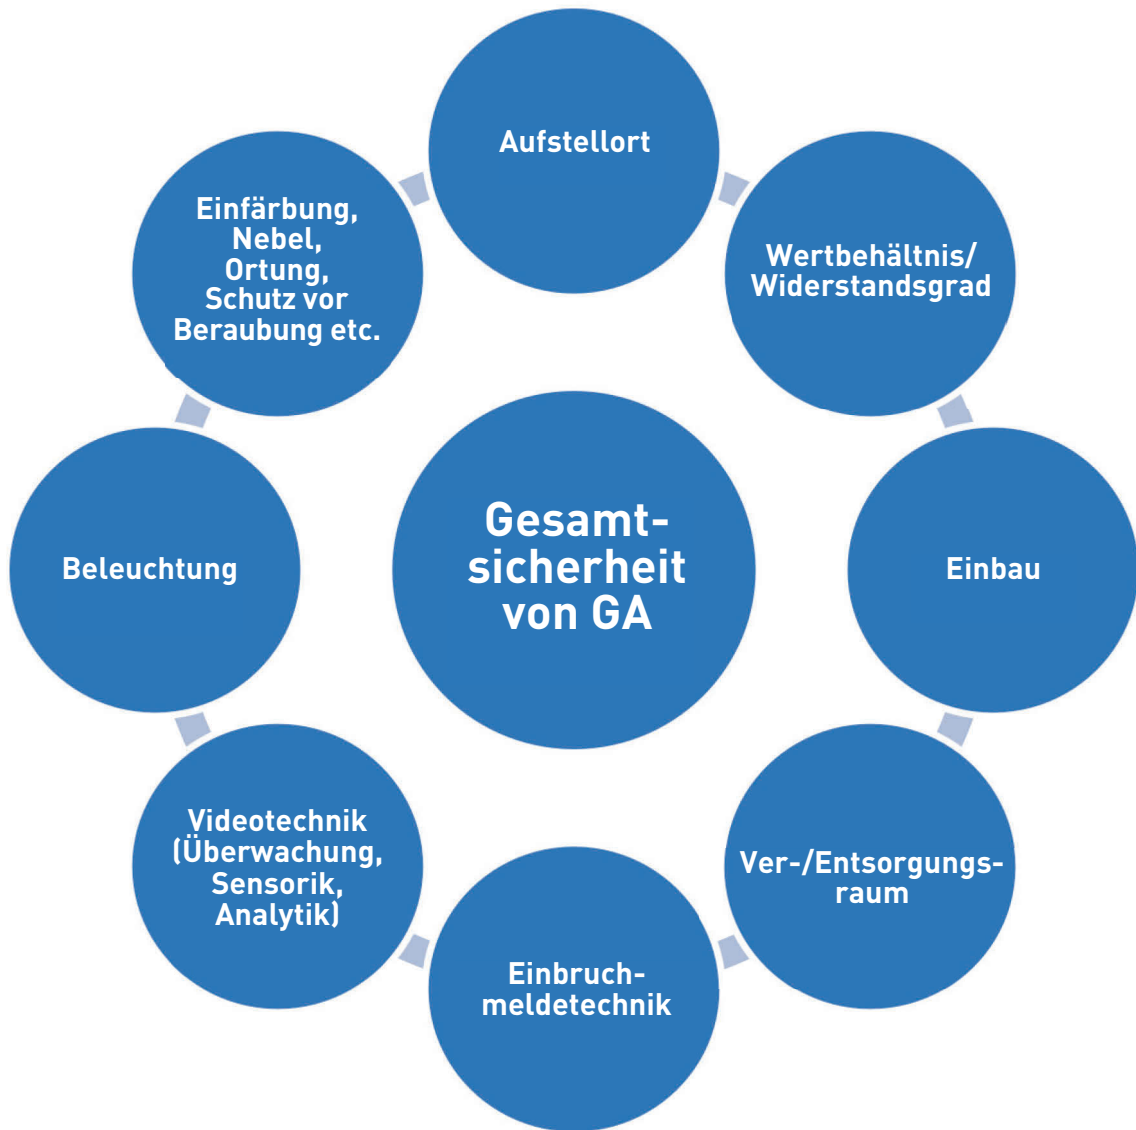 Aufstellort
Einfärbung,
Nebel,
Ortung,
Schutz vor
Beraubung etc.
Wertbehältnis/
Widerstandsgrad
Beleuchtung
Gesamt-
sicherheit
von GA
Einbau
Videotechnik
(Überwachung,
Sensorik,
Analytik)
Ver-/Entsorgungs-
raum
Einbruch-
meldetechnik